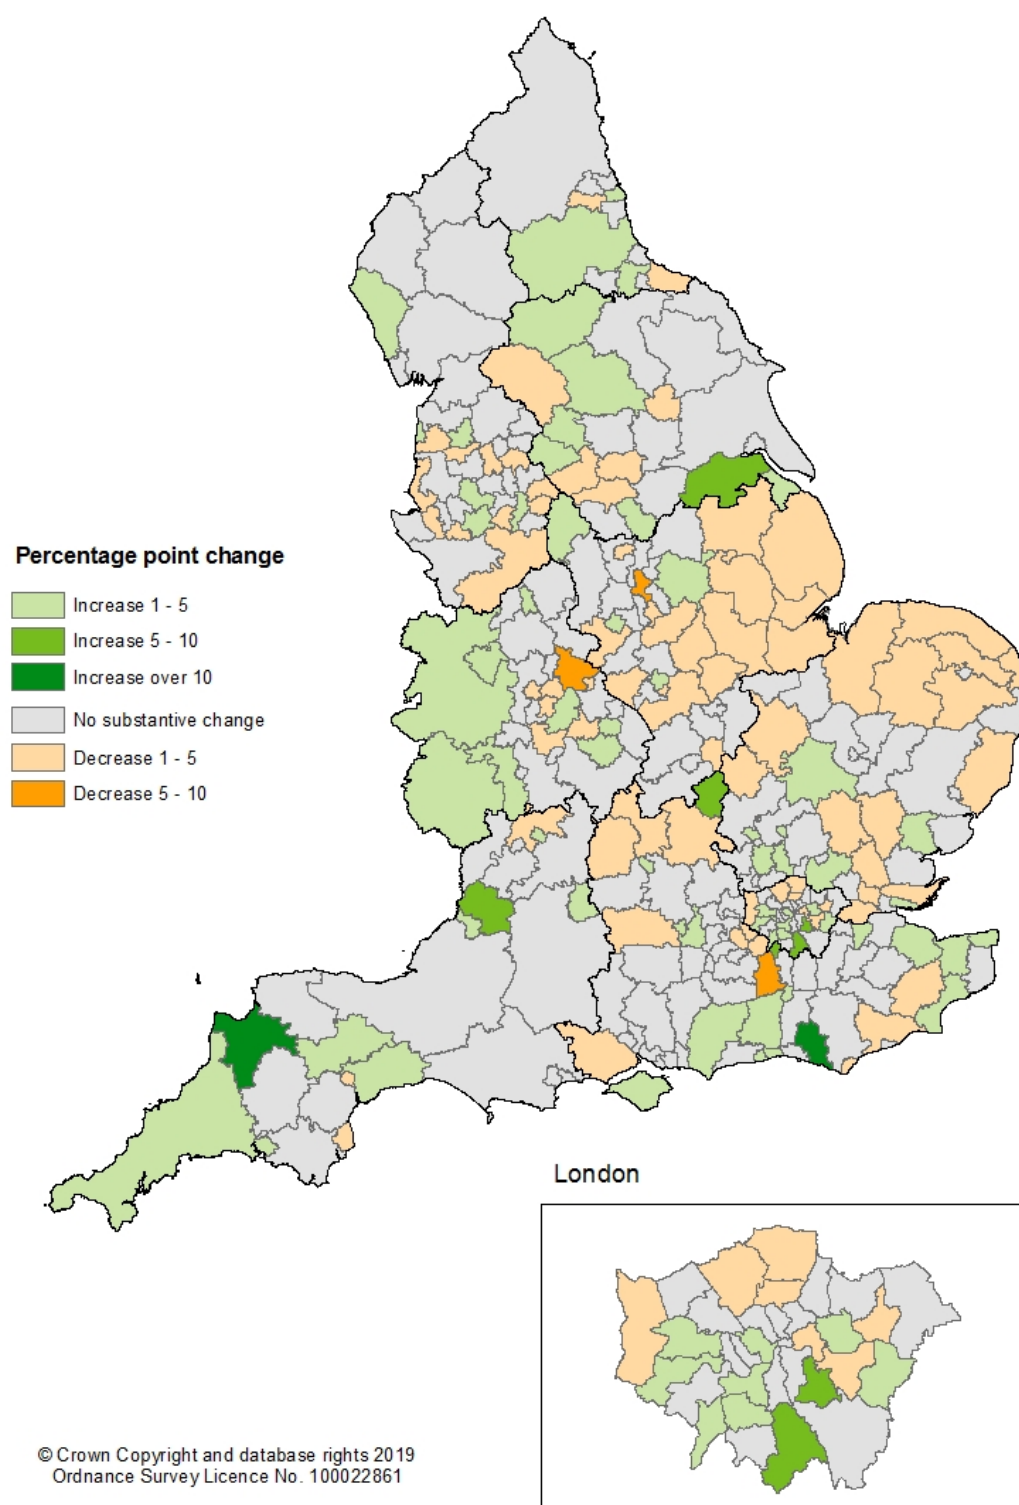 Percentage point change
Increase 1 - 5
Increase 5 - 10
Increase over 10
No substantive change
Decrease 1 - 5
Decrease 5 - 10
London
© Crown Copyright and database rights 2019
Ordnance Survey Licence No. 100022861